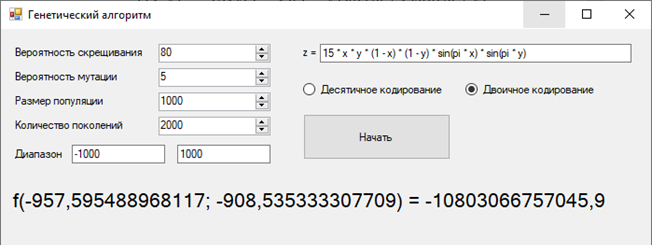 Генетический алгоритм
Вероятность скрещивания 80
z = 15 * x * y * (1 - x) * (1 - y) * sin(pi * x) * sin(pi * y)
Вероятность мутации 5
Десятичное кодирование Двоичное кодирование
Размер популяции 1000
Количество поколений 2000
Начать
Диапазон -1000 1000
f(-957,595488968117; -908,535333307709) = -10803066757045,9